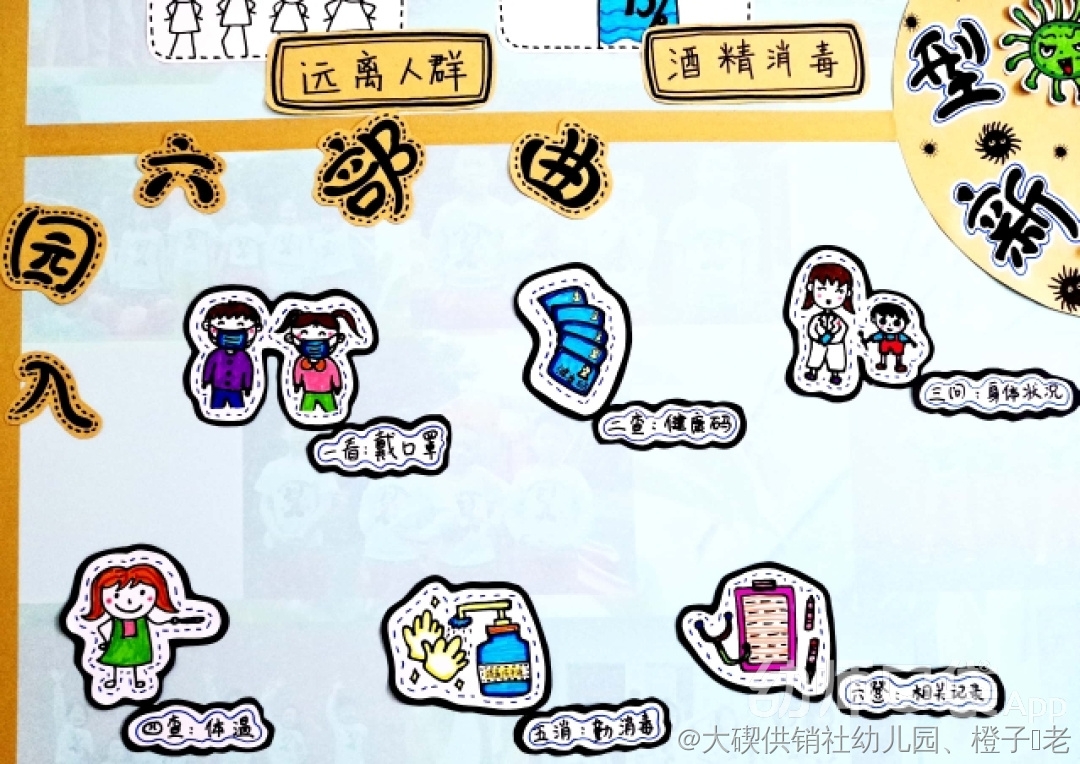 75%
远离人群
酒精消毒
新型
入园六部曲
一看：戴口罩
二查：健康码
三问：身体状况
四查：体温
五消：勤消毒
六登：相关记录
App
@大碶供销社幼儿园、橙子 老